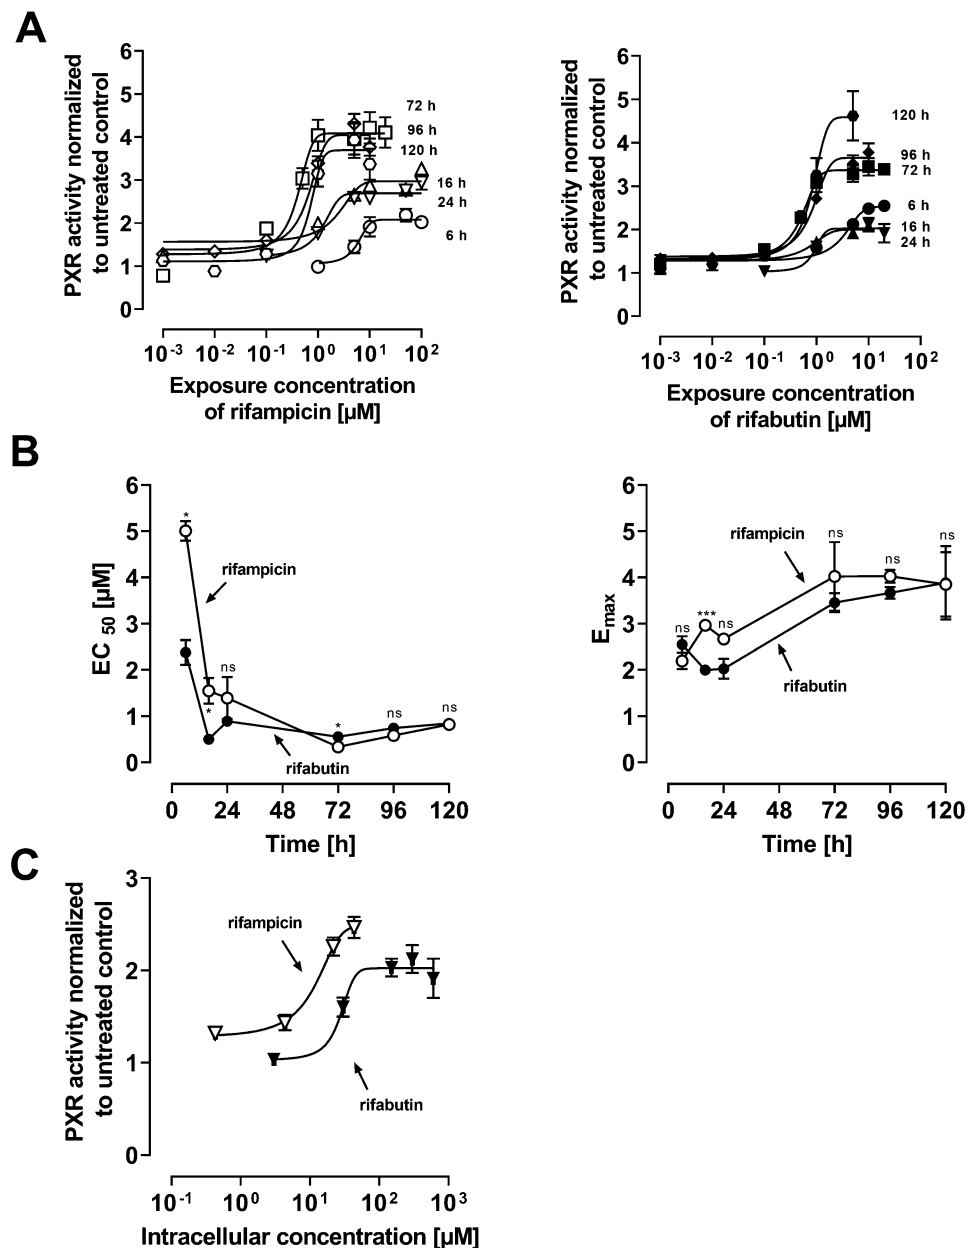 A
PXR activity normalized
to untreated control
6
5
4
3
2
1
0
72 h
96 h
120 h
16 h
24 h
6 h
10-3 10-2 10-1 100 101 102
Exposure concentration
of rifampicin [µM]
PXR activity normalized
to untreated control
6
5
4
3
2
1
0
120 h
96 h
72 h
6 h
16 h
24 h
10-3 10-2 10-1 100 101 102
Exposure concentration
of rifabutin [µM]
B
EC 50 [µM]
6
5
4
3
2
1
0
*
rifampicin
ns
*
*
ns
ns
rifabutin
0 24 48 72 96 120
Time [h]
Emax
6
5
4
3
2
1
0
rifampicin
ns
ns
ns
***
ns
ns
rifabutin
0 24 48 72 96 120
Time [h]
C
PXR activity normalized
to untreated control
3
2
1
0
rifampicin
rifabutin
10-1 100 101 102 103
Intracellular concentration [µM]